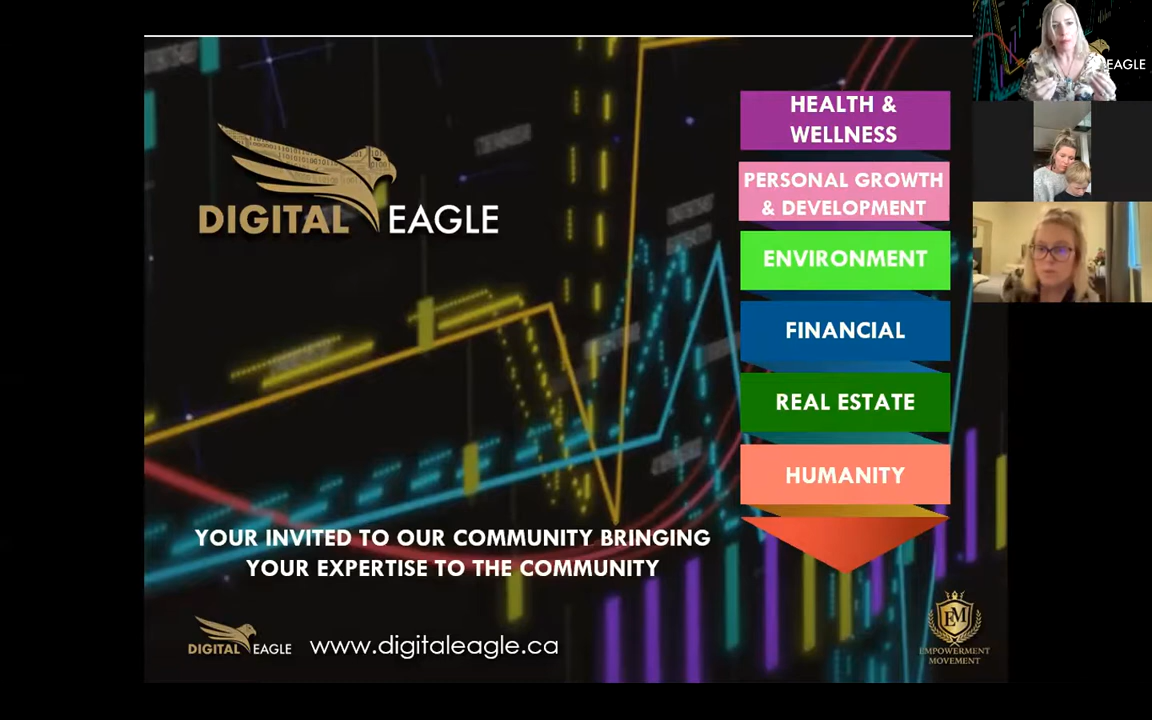 DIGITAL EAGLE
HEALTH &
WELLNESS
PERSONAL GROWTH
& DEVELOPMENT
ENVIRONMENT
FINANCIAL
REAL ESTATE
HUMANITY
YOUR INVITED TO OUR COMMUNITY BRINGING
YOUR EXPERTISE TO THE COMMUNITY
DIGITAL EAGLE www.digitaleagle.ca
EM
EMPOWERMENT
MOVEMENT
EAGLE